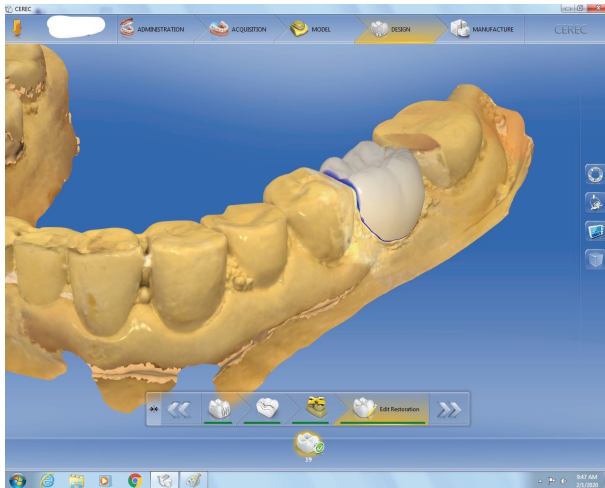 CEREC
ADMINISTRATION
ACQUISITION
MODEL
DESIGN
MANUFACTURE
CEREC
Edit Restoration
19
9:47 AM
2/1/2020